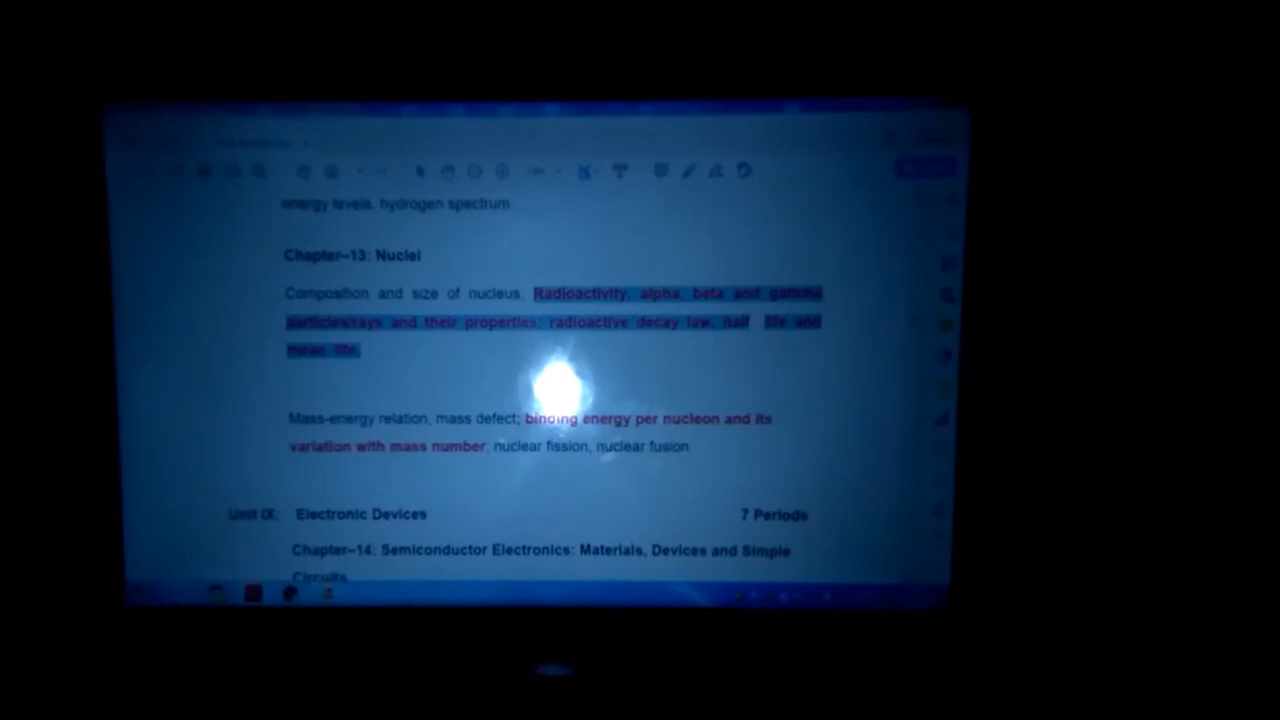 energy levels, hydrogen spectrum
Chapter–13: Nuclei
Composition and size of nucleus, Radioactivity, alpha, beta and gamma
particles/rays and their properties; radioactive decay law, half life and
mean life.
Mass-energy relation, mass defect; binding energy per nucleon and its
variation with mass number; nuclear fission, nuclear fusion
Unit IX: Electronic Devices 7 Periods
Chapter–14: Semiconductor Electronics: Materials, Devices and Simple
Circuits